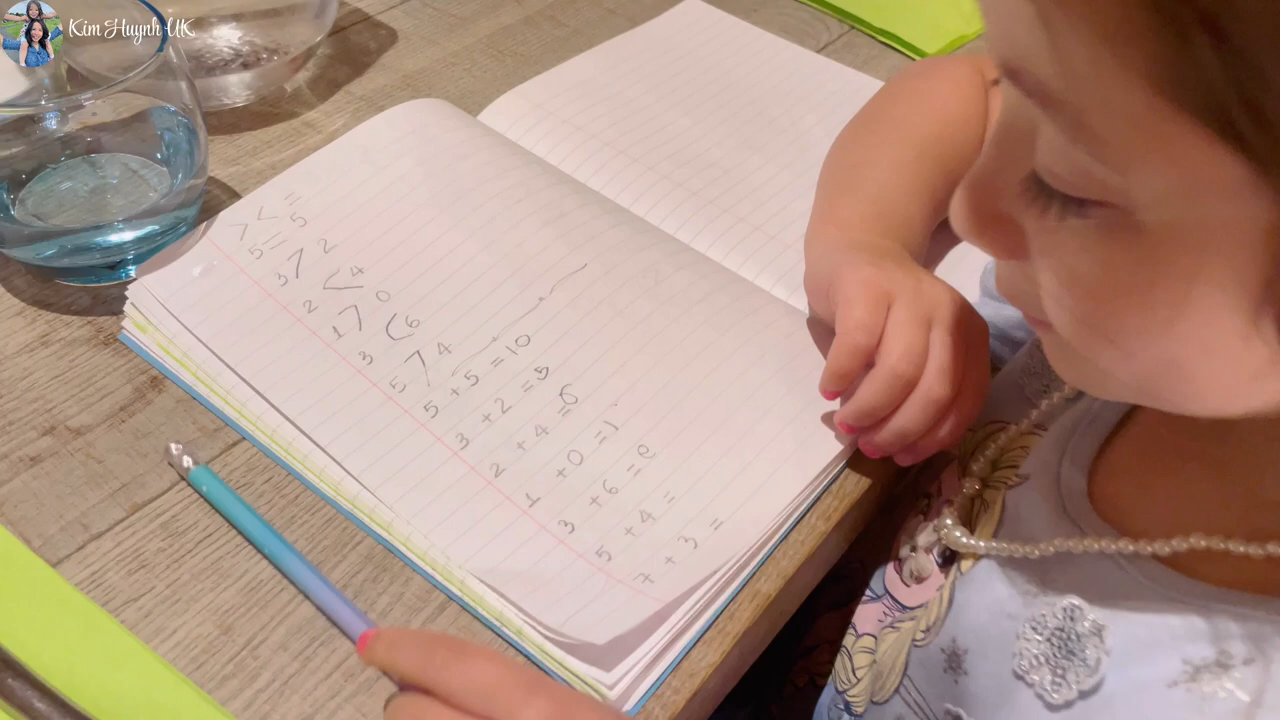 Kim Huynh UK
> < =
5 = 5
3 > 2
2 < 4
1 > 0
3 < 6
5 > 4
5 + 5 = 10
3 + 2 = 5
2 + 4 = 6
1 + 0 = 1
3 + 6 =
5 + 4 =
7 + 3 =